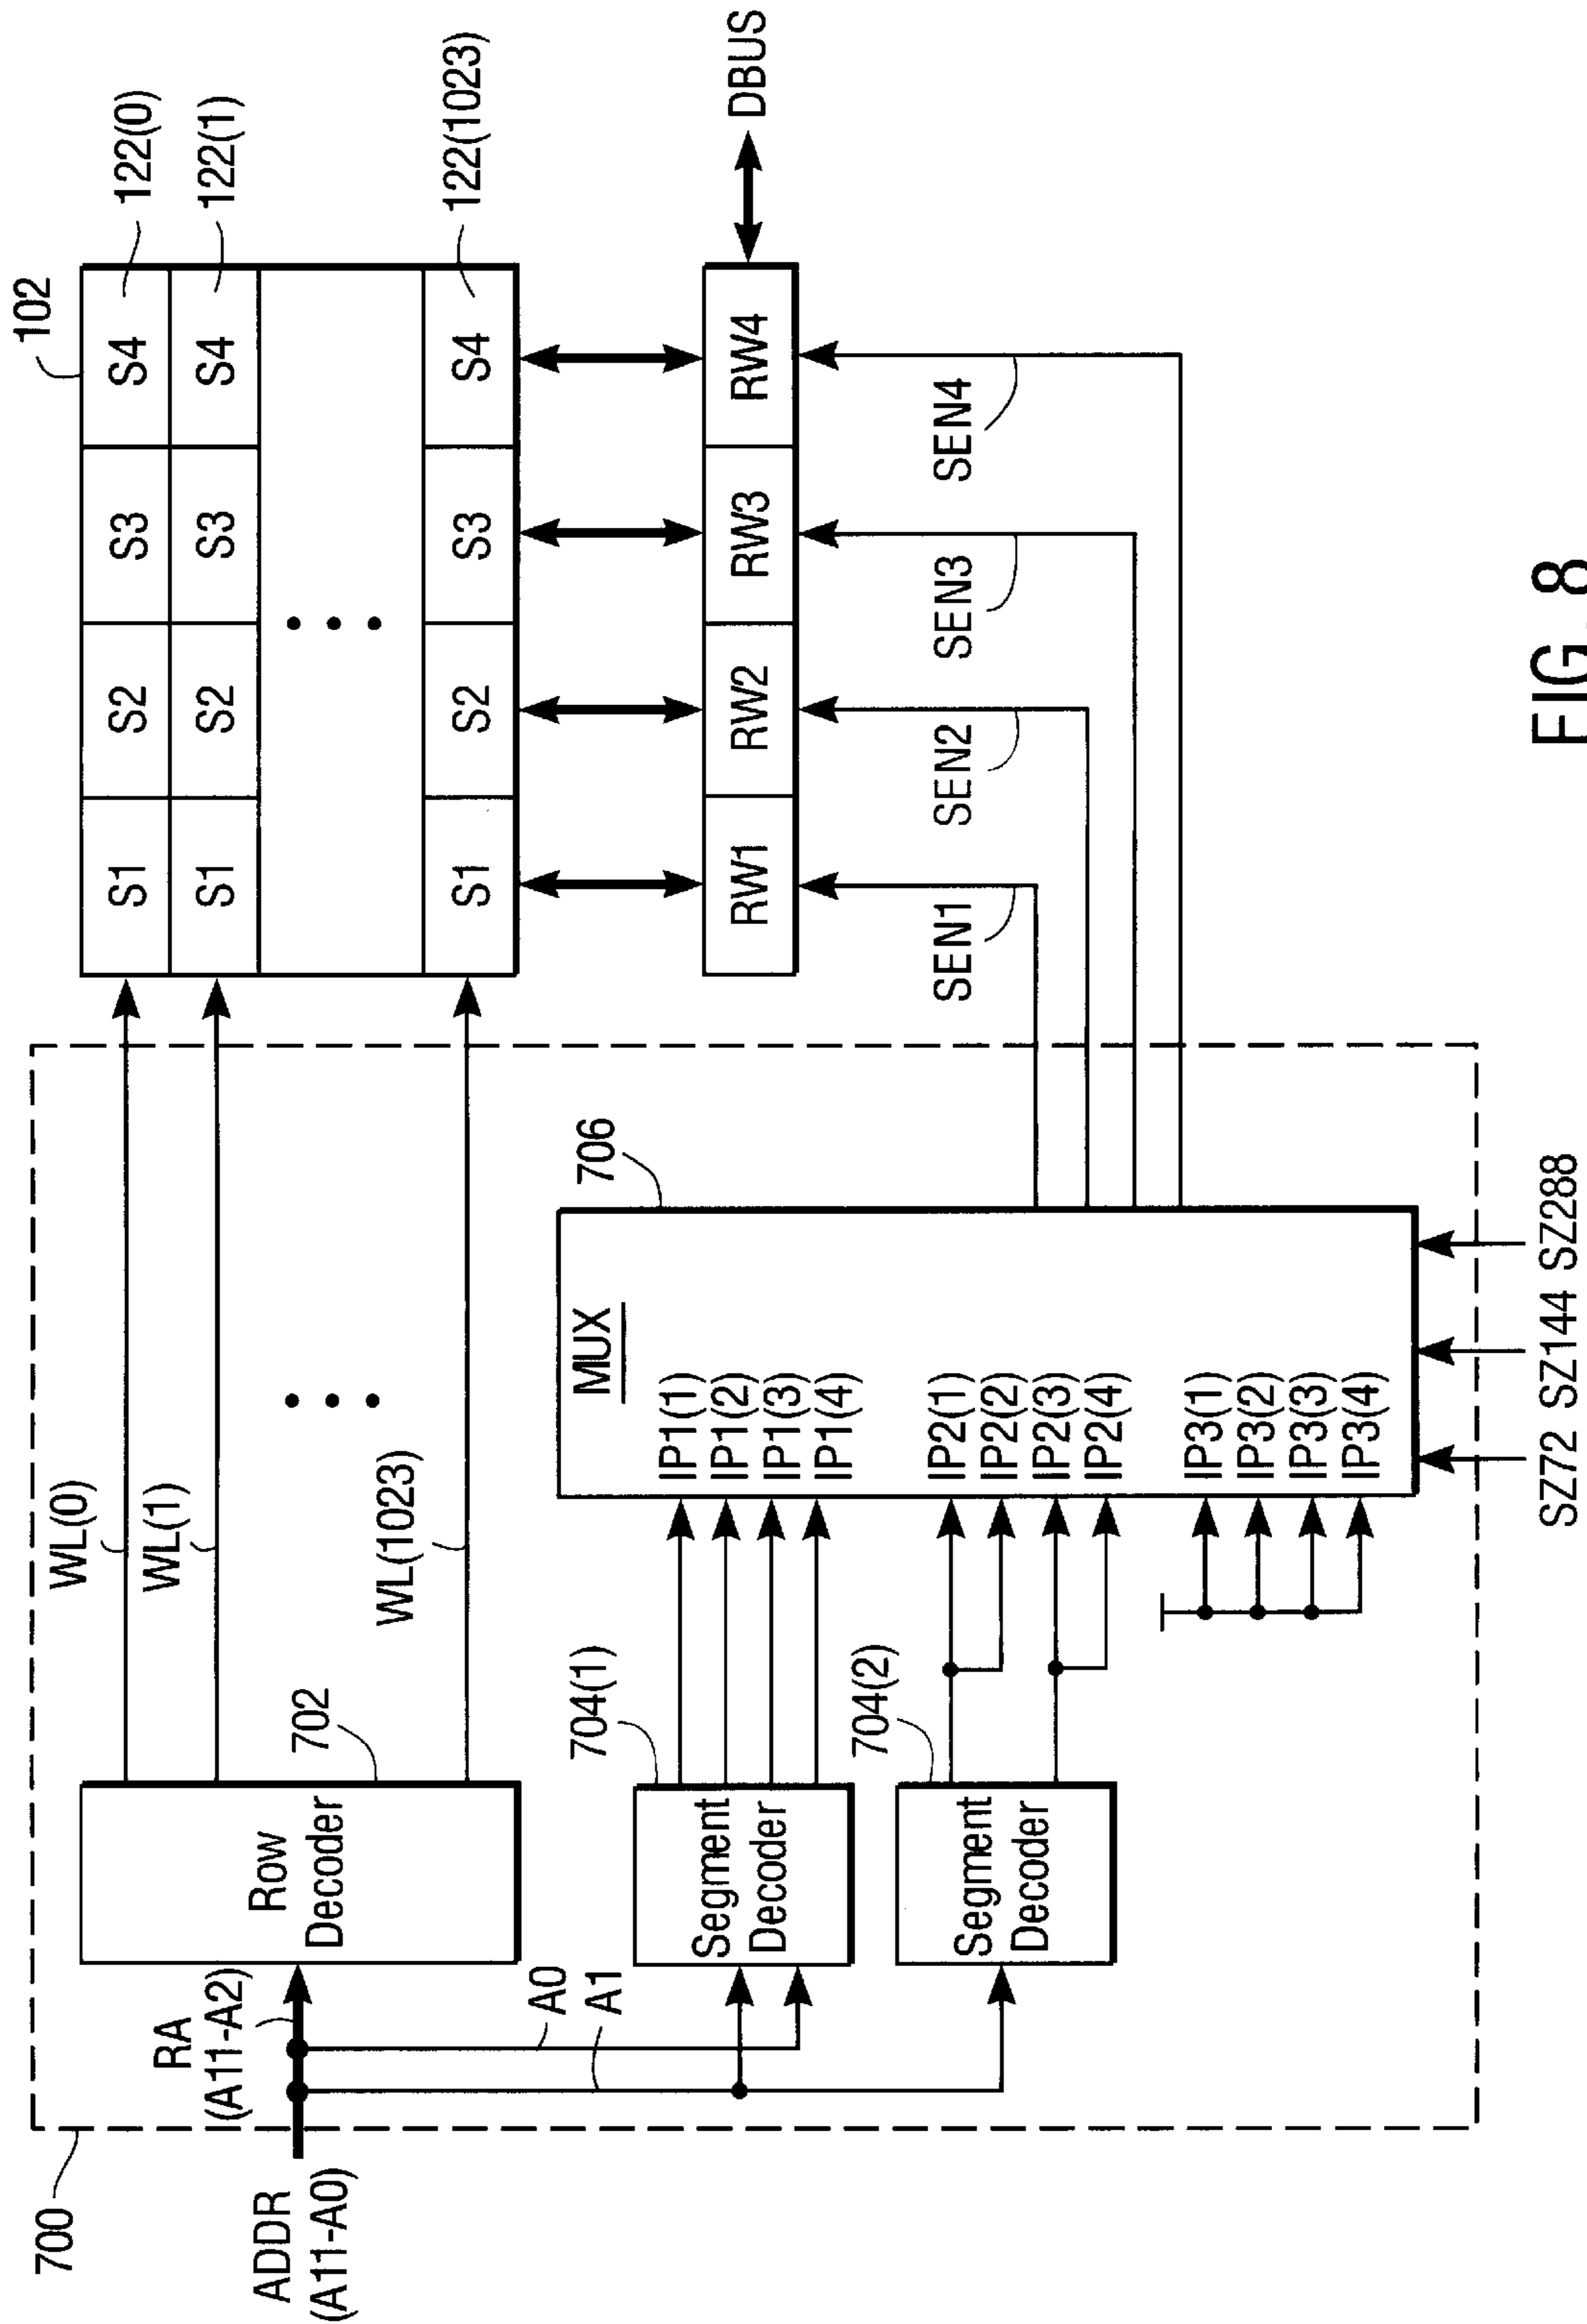 700
ADDR
(A11-A0)
RA
(A11-A2)
A0
A1
Row
Decoder
702
WL(0)
WL(1)
WL(1023)
Segment
Decoder
704(1)
Segment
Decoder
704(2)
MUX
706
IP1(1)
IP1(2)
IP1(3)
IP1(4)
IP2(1)
IP2(2)
IP2(3)
IP2(4)
IP3(1)
IP3(2)
IP3(3)
IP3(4)
SZ72 SZ144 SZ288
102
S1 S2 S3 S4
122(0)
S1 S2 S3 S4
122(1)
S1 S2 S3 S4
122(1023)
RW1 RW2 RW3 RW4
DBUS
SEN1
SEN2
SEN3
SEN4
FIG. 8